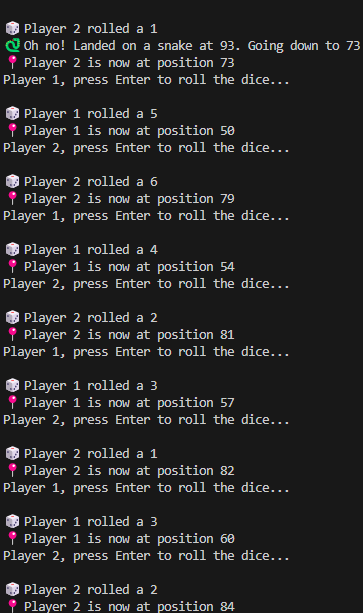 🎲 Player 2 rolled a 1
🐍 Oh no! Landed on a snake at 93. Going down to 73
📍 Player 2 is now at position 73
Player 1, press Enter to roll the dice...

🎲 Player 1 rolled a 5
📍 Player 1 is now at position 50
Player 2, press Enter to roll the dice...

🎲 Player 2 rolled a 6
📍 Player 2 is now at position 79
Player 1, press Enter to roll the dice...

🎲 Player 1 rolled a 4
📍 Player 1 is now at position 54
Player 2, press Enter to roll the dice...

🎲 Player 2 rolled a 2
📍 Player 2 is now at position 81
Player 1, press Enter to roll the dice...

🎲 Player 1 rolled a 3
📍 Player 1 is now at position 57
Player 2, press Enter to roll the dice...

🎲 Player 2 rolled a 1
📍 Player 2 is now at position 82
Player 1, press Enter to roll the dice...

🎲 Player 1 rolled a 3
📍 Player 1 is now at position 60
Player 2, press Enter to roll the dice...

🎲 Player 2 rolled a 2
📍 Player 2 is now at position 84